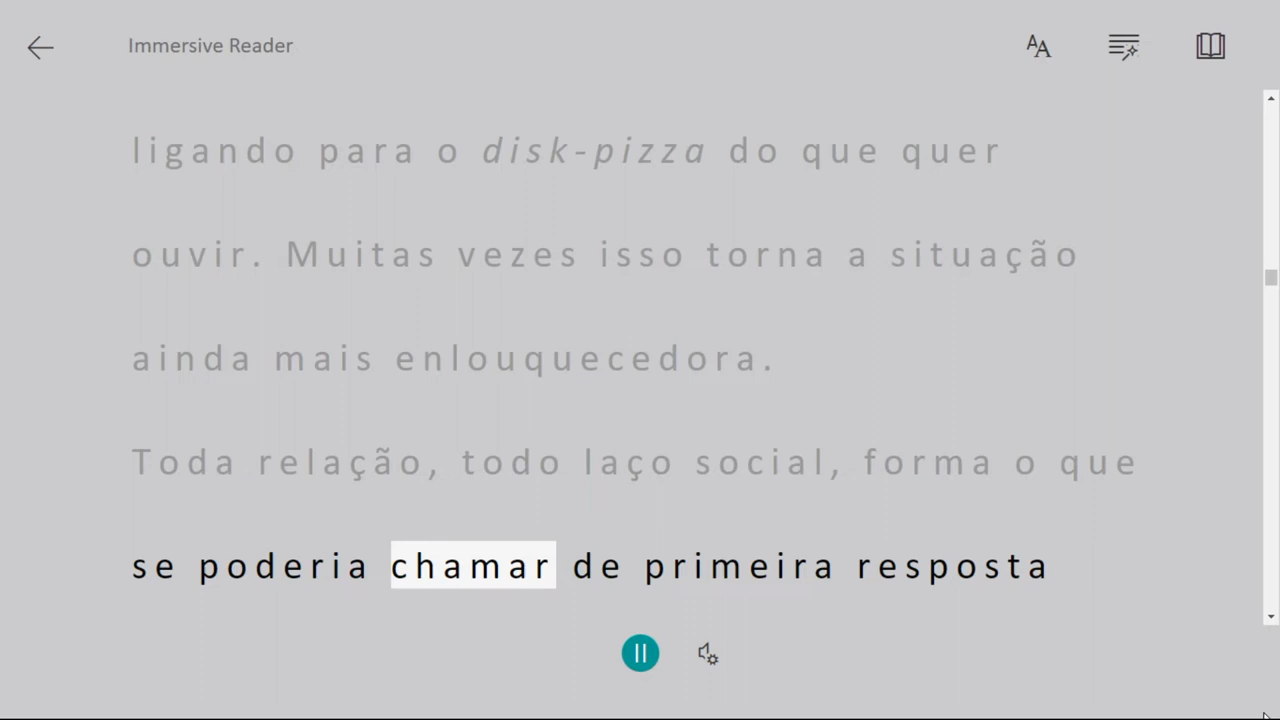 Immersive Reader
ligando para o disk-pizza do que quer
ouvir. Muitas vezes isso torna a situação
ainda mais enlouquecedora.
Toda relação, todo laço social, forma o que
se poderia chamar de primeira resposta